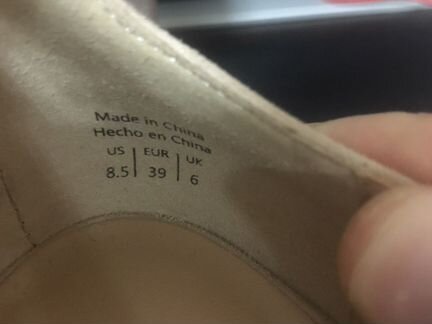 Made in China
Hecho en China
US | EUR | UK
8.5 | 39 | 6